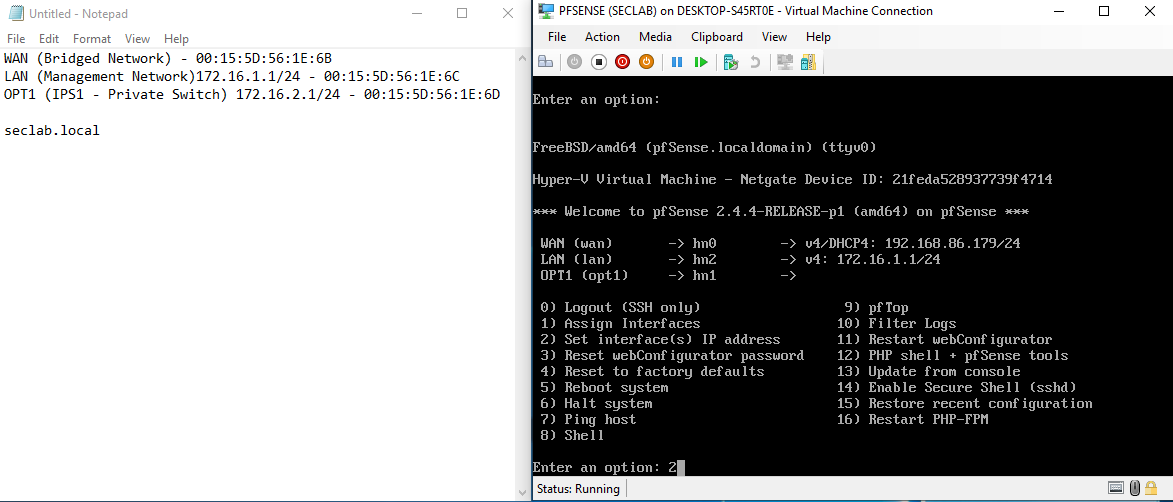 Untitled - Notepad
File Edit Format View Help
WAN (Bridged Network) - 00:15:5D:56:1E:6B
LAN (Management Network)172.16.1.1/24 - 00:15:5D:56:1E:6C
OPT1 (IPS1 - Private Switch) 172.16.2.1/24 - 00:15:5D:56:1E:6D
seclab.local
PFSENSE (SECLAB) on DESKTOP-S45RT0E - Virtual Machine Connection
File Action Media Clipboard View Help
Enter an option:
FreeBSD/amd64 (pfSense.localdomain) (ttyv0)
Hyper-V Virtual Machine - Netgate Device ID: 21feda528937739f4714
*** Welcome to pfSense 2.4.4-RELEASE-p1 (amd64) on pfSense ***
WAN (wan) -> hn0 -> v4/DHCP4: 192.168.86.179/24
LAN (lan) -> hn2 -> v4: 172.16.1.1/24
OPT1 (opt1) -> hn1 ->
0) Logout (SSH only) 9) pfTop
1) Assign Interfaces 10) Filter Logs
2) Set interface(s) IP address 11) Restart webConfigurator
3) Reset webConfigurator password 12) PHP shell + pfSense tools
4) Reset to factory defaults 13) Update from console
5) Reboot system 14) Enable Secure Shell (sshd)
6) Halt system 15) Restore recent configuration
7) Ping host 16) Restart PHP-FPM
8) Shell
Enter an option: 2
Status: Running